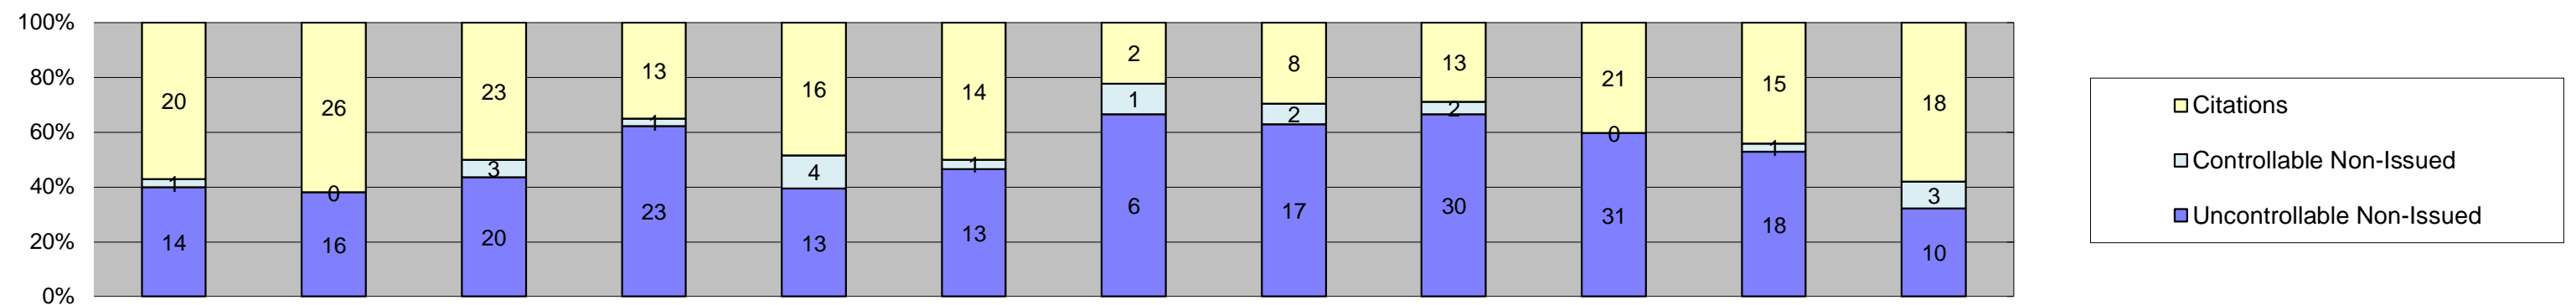 100%
80%
60%
40%
20%
0%
20 26 23 13 16 14 2 8 13 21 15 18
1 0 3 1 4 1 1 2 2 0 1 3
14 16 20 23 13 13 6 17 30 31 18 10
Citations
Controllable Non-Issued
Uncontrollable Non-Issued